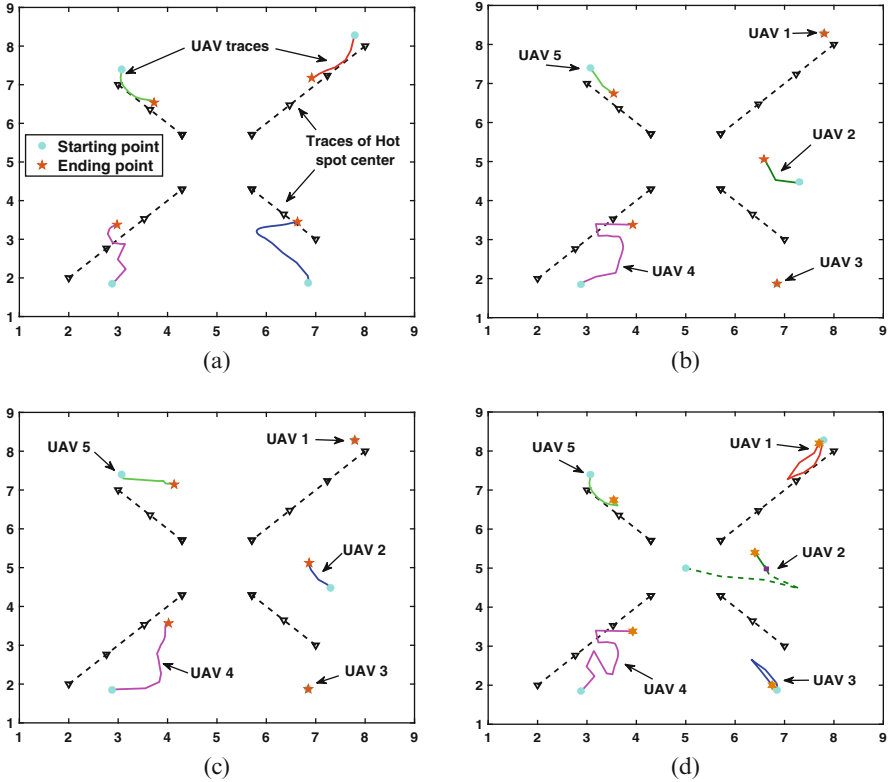 9
8
7
6
5
4
3
2
1
1 2 3 4 5 6 7 8 9
UAV traces
Traces of Hot
spot center
Starting point
Ending point
(a)
9
8
7
6
5
4
3
2
1
1 2 3 4 5 6 7 8 9
UAV 1
UAV 5
UAV 2
UAV 3
UAV 4
(b)
9
8
7
6
5
4
3
2
1
1 2 3 4 5 6 7 8 9
UAV 1
UAV 5
UAV 2
UAV 4
UAV 3
(c)
9
8
7
6
5
4
3
2
1
1 2 3 4 5 6 7 8 9
UAV 1
UAV 5
UAV 2
UAV 4
UAV 3
(d)